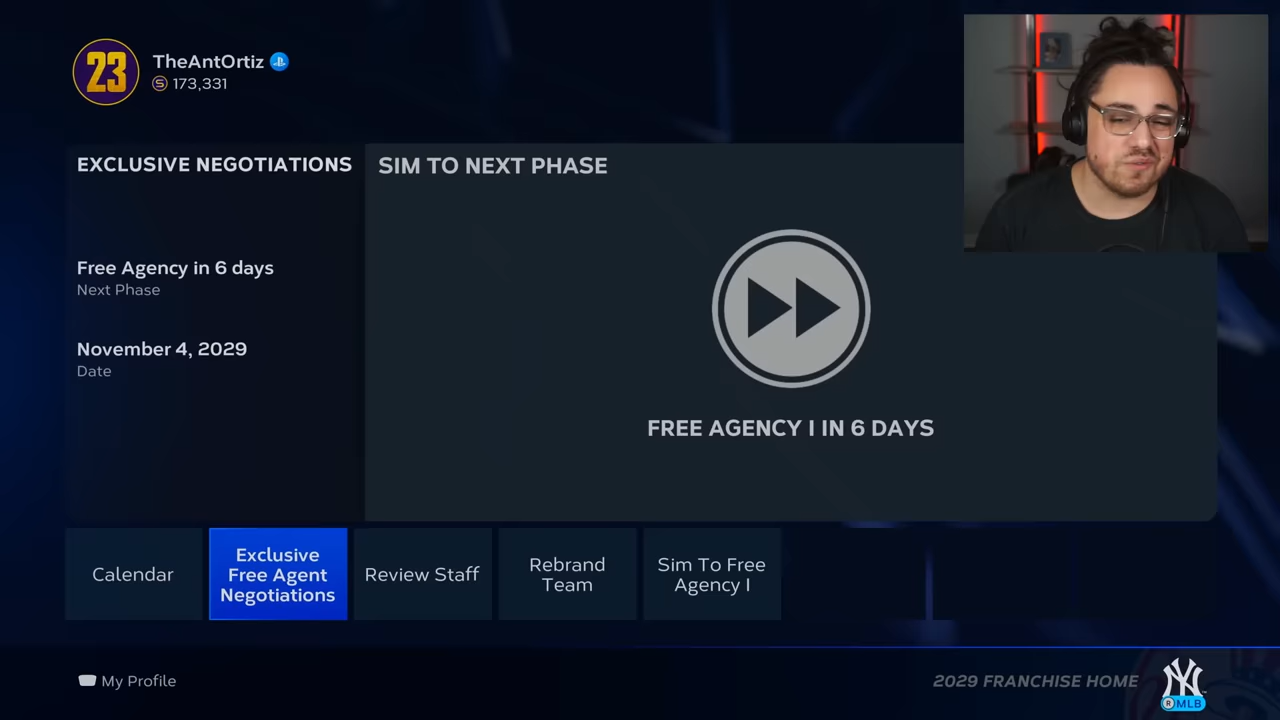 23
TheAntOrtiz
173,331
EXCLUSIVE NEGOTIATIONS
SIM TO NEXT PHASE
Free Agency in 6 days
Next Phase
November 4, 2029
Date
FREE AGENCY I IN 6 DAYS
Calendar
Exclusive
Free Agent
Negotiations
Review Staff
Rebrand
Team
Sim To Free
Agency I
My Profile
2029 FRANCHISE HOME
NY
R MLB